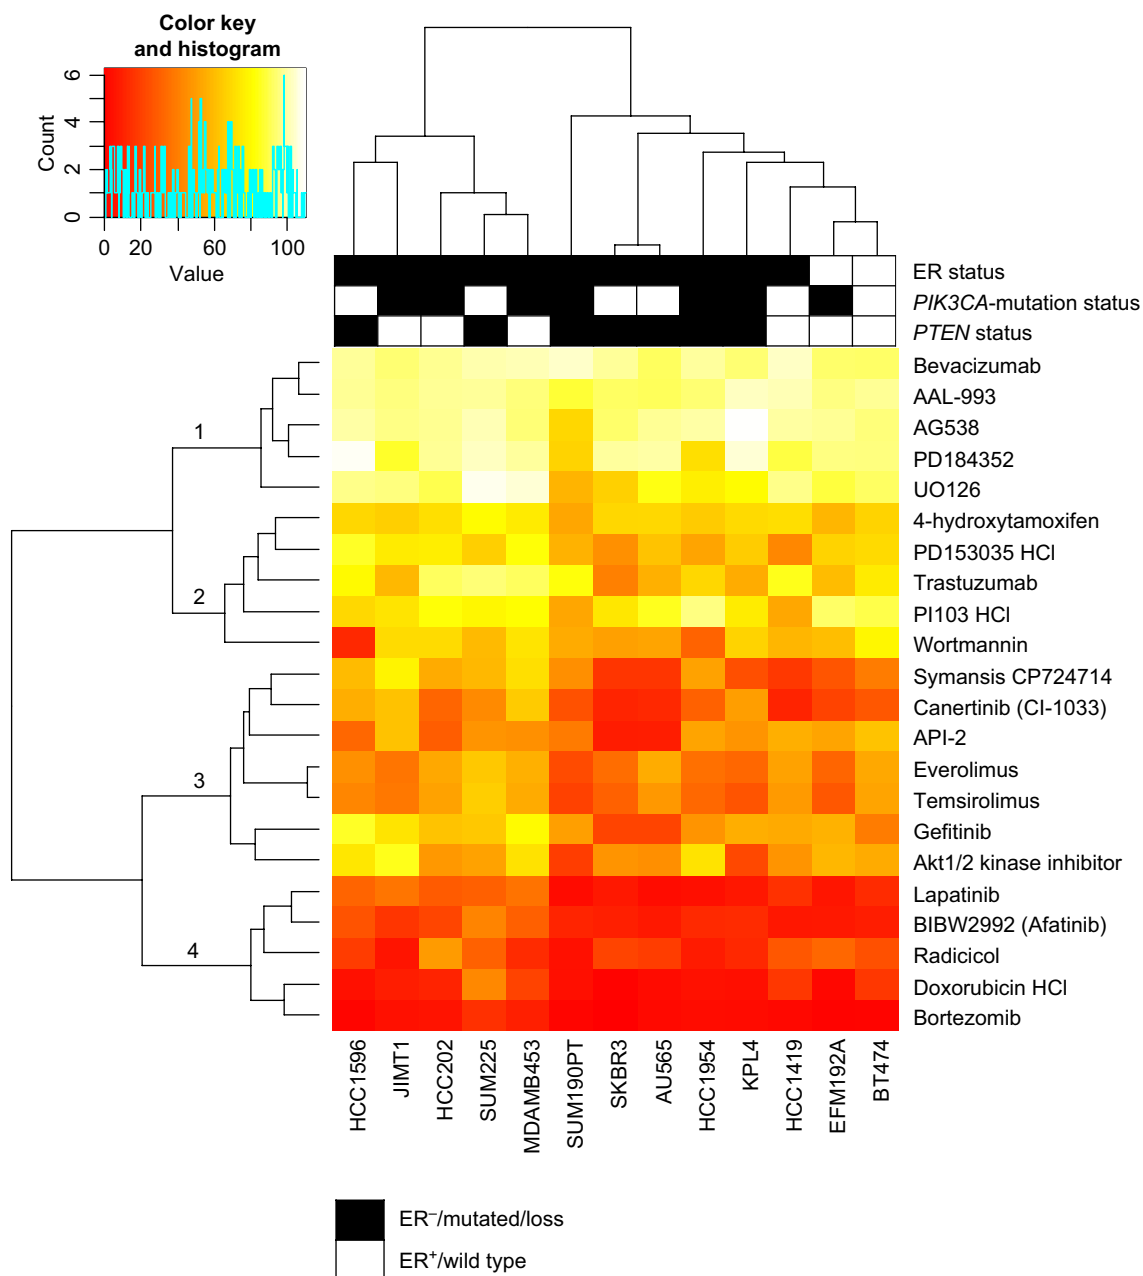 Color key
and histogram
Count
0
2
4
6
0
20
60
100
Value
ER status
PIK3CA-mutation status
PTEN status
1
2
3
4
Bevacizumab
AAL-993
AG538
PD184352
UO126
4-hydroxytamoxifen
PD153035 HCl
Trastuzumab
PI103 HCl
Wortmannin
Symansis CP724714
Canertinib (CI-1033)
API-2
Everolimus
Temsirolimus
Gefitinib
Akt1/2 kinase inhibitor
Lapatinib
BIBW2992 (Afatinib)
Radicicol
Doxorubicin HCl
Bortezomib
HCC1596
JIMT1
HCC202
SUM225
MDAMB453
SUM190PT
SKBR3
AU565
HCC1954
KPL4
HCC1419
EFM192A
BT474
ER⁻/mutated/loss
ER⁺/wild type